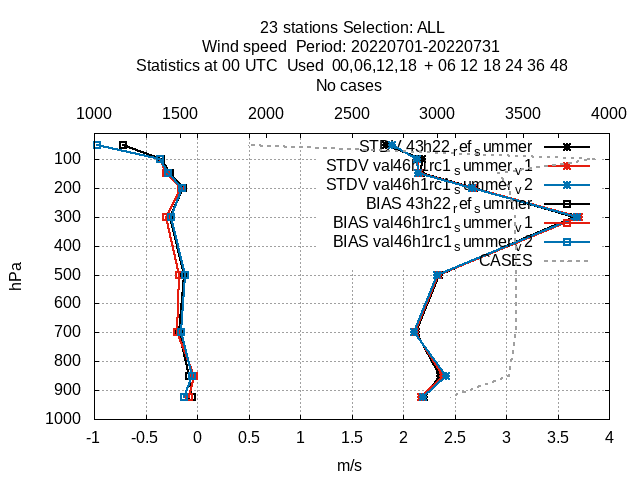 23 stations Selection: ALL
Wind speed  Period: 20220701-20220731
Statistics at 00 UTC  Used  00,06,12,18  + 06 12 18 24 36 48
No cases
1000 1500 2000 2500 3000 3500 4000
STDV 43h22_ref_summer
STDV val46h1rc1_summer_v1
STDV val46h1rc1_summer_v2
BIAS 43h22_ref_summer
BIAS val46h1rc1_summer_v1
BIAS val46h1rc1_summer_v2
CASES
100
200
300
400
500
600
700
800
900
1000
hPa
-1 -0.5 0 0.5 1 1.5 2 2.5 3 3.5 4
m/s